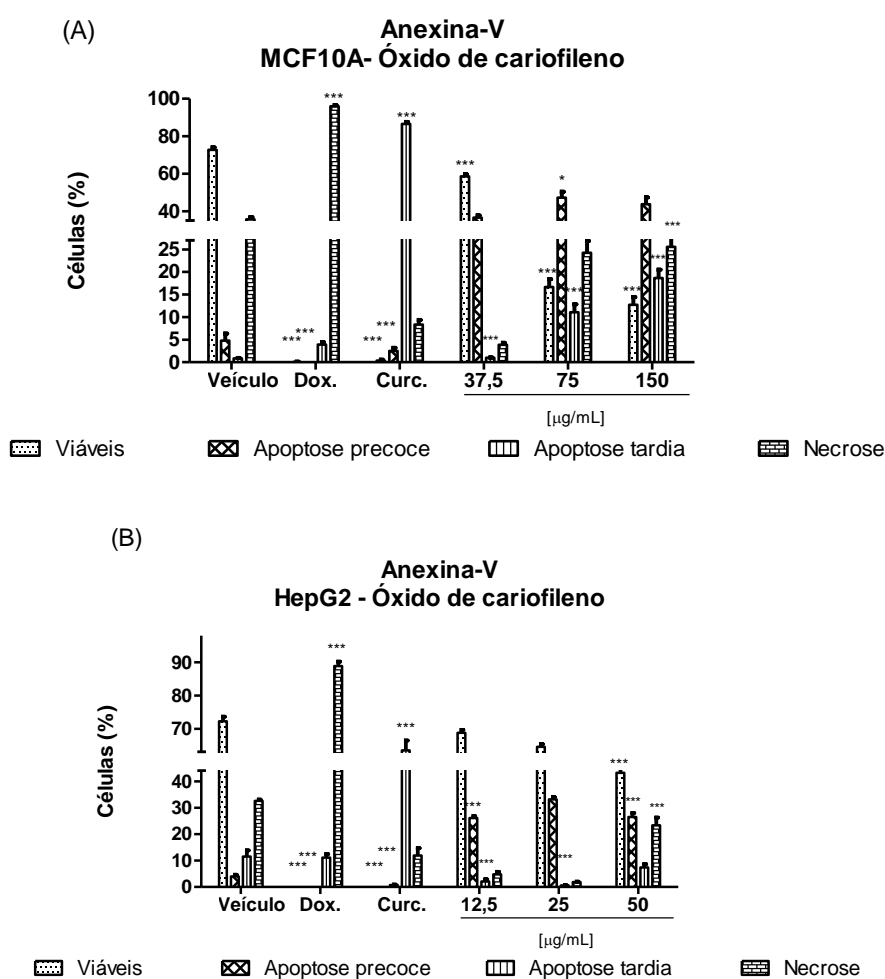 (A)
Anexina-V
MCF10A- Óxido de cariofileno
Células (%)
100
80
60
40
25
20
15
10
5
0
*** *** *** *** *** *** *** *** * *** *** *** ***
Veículo Dox. Curc. 37,5 75 150
[µg/mL]
Viáveis Apoptose precoce Apoptose tardia Necrose
(B)
Anexina-V
HepG2 - Óxido de cariofileno
Células (%)
90
70
40
30
20
10
0
*** *** *** *** *** *** *** *** *** *** *** ***
Veículo Dox. Curc. 12,5 25 50
[µg/mL]
Viáveis Apoptose precoce Apoptose tardia Necrose